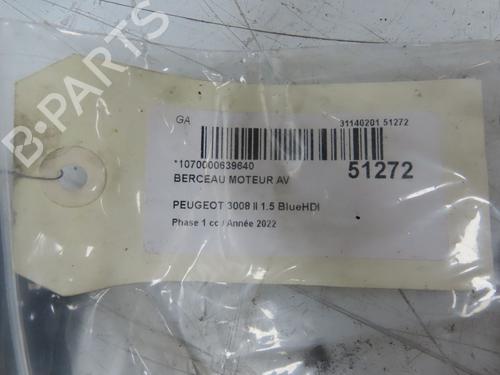 B-PARTS
GA
31140201 51272
*1070000639640
51272
BERCEAU MOTEUR AV
PEUGEOT 3008 II 1.5 BlueHDI
Phase 1 cc / Année 2022